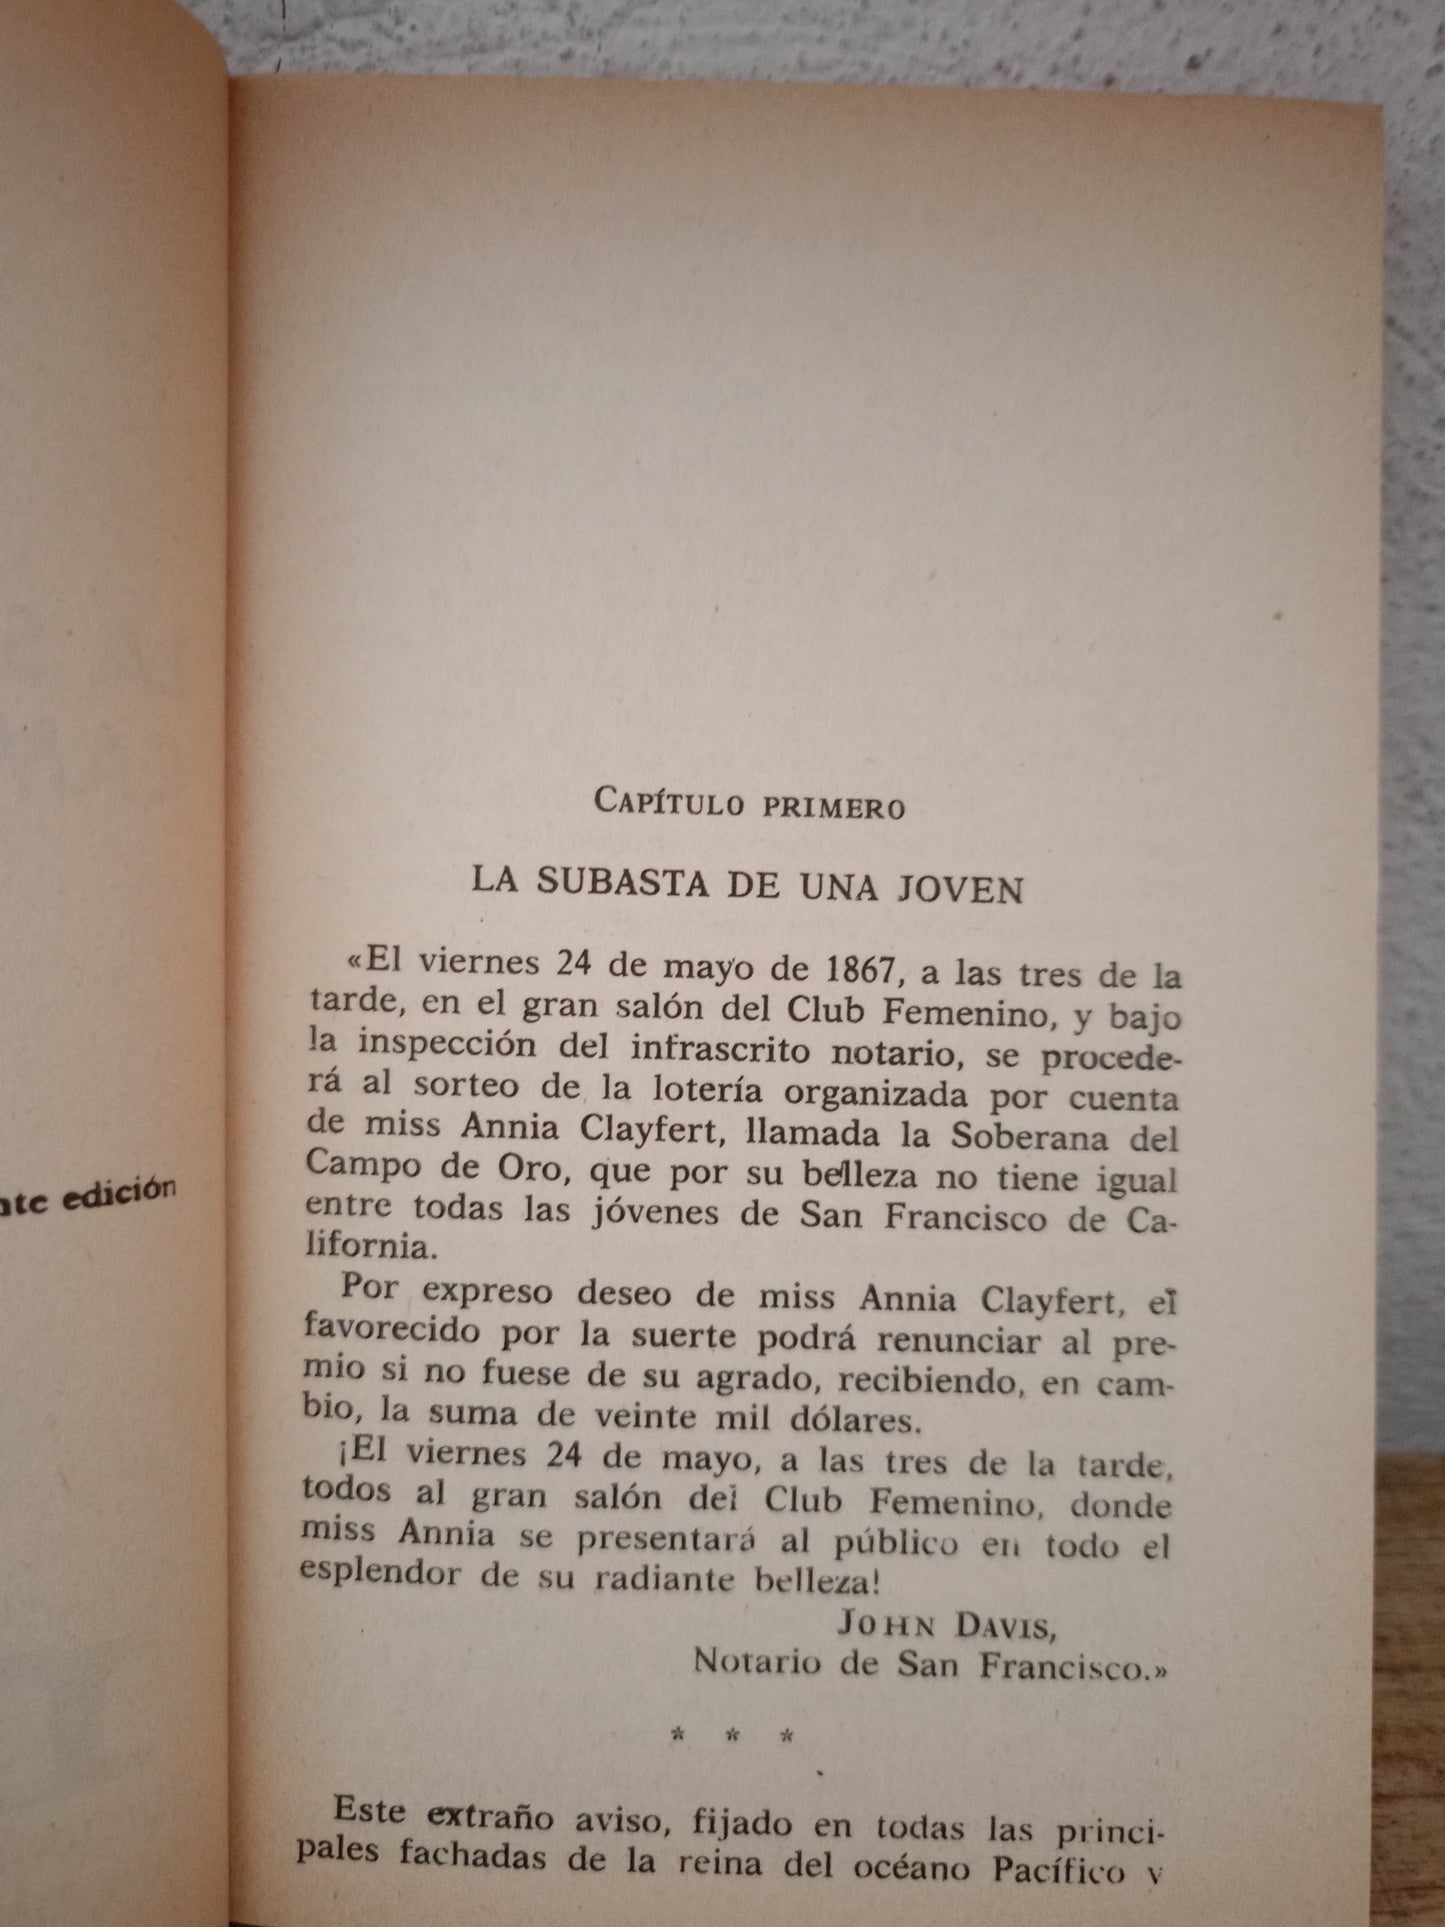 edición
CAPÍTULO PRIMERO
LA SUBASTA DE UNA JOVEN
«El viernes 24 de mayo de 1867, a las tres de la
tarde, en el gran salón del Club Femenino, y bajo
la inspección del infrascrito notario, se procede-
rá al sorteo de la lotería organizada por cuenta
de miss Annia Clayfert, llamada la Soberana del
Campo de Oro, que por su belleza no tiene igual
entre todas las jóvenes de San Francisco de Ca-
lifornia.
Por expreso deseo de miss Annia Clayfert, el
favorecido por la suerte podrá renunciar al pre-
mio si no fuese de su agrado, recibiendo, en cam-
bio, la suma de veinte mil dólares.
¡El viernes 24 de mayo, a las tres de la tarde,
todos al gran salón del Club Femenino, donde
miss Annia se presentará al público en todo el
esplendor de su radiante belleza!
JOHN DAVIS,
Notario de San Francisco.»
* * *
Este extraño aviso, fijado en todas las princi-
pales fachadas de la reina del océano Pacífico y